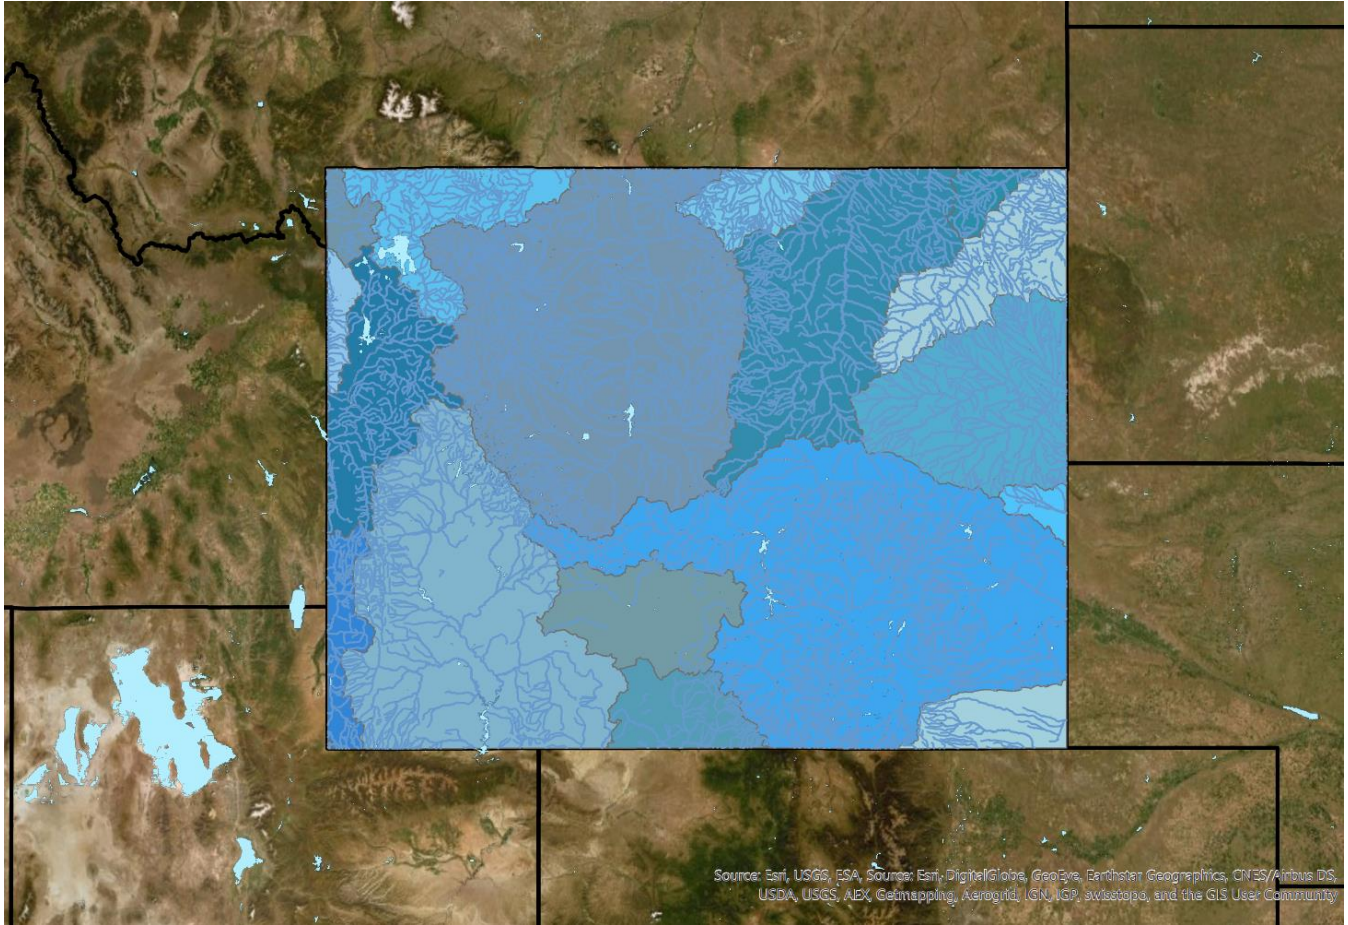 Source: Esri, USGS, ESA, Source: Esri, DigitalGlobe, GeoEye, Earthstar Geographics, CNES/Airbus DS,
USDA, USGS, AEX, Getmapping, Aerogrid, IGN, IGP, swisstopo, and the GIS User Community